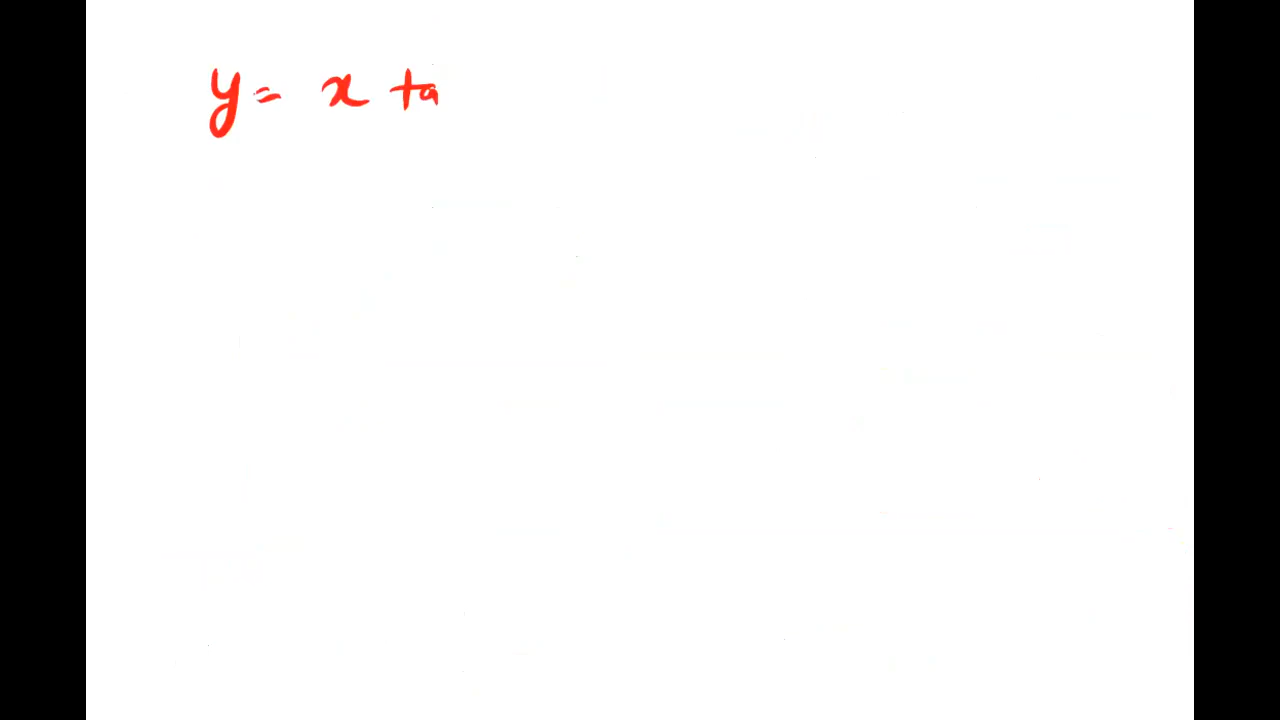 y= x ta